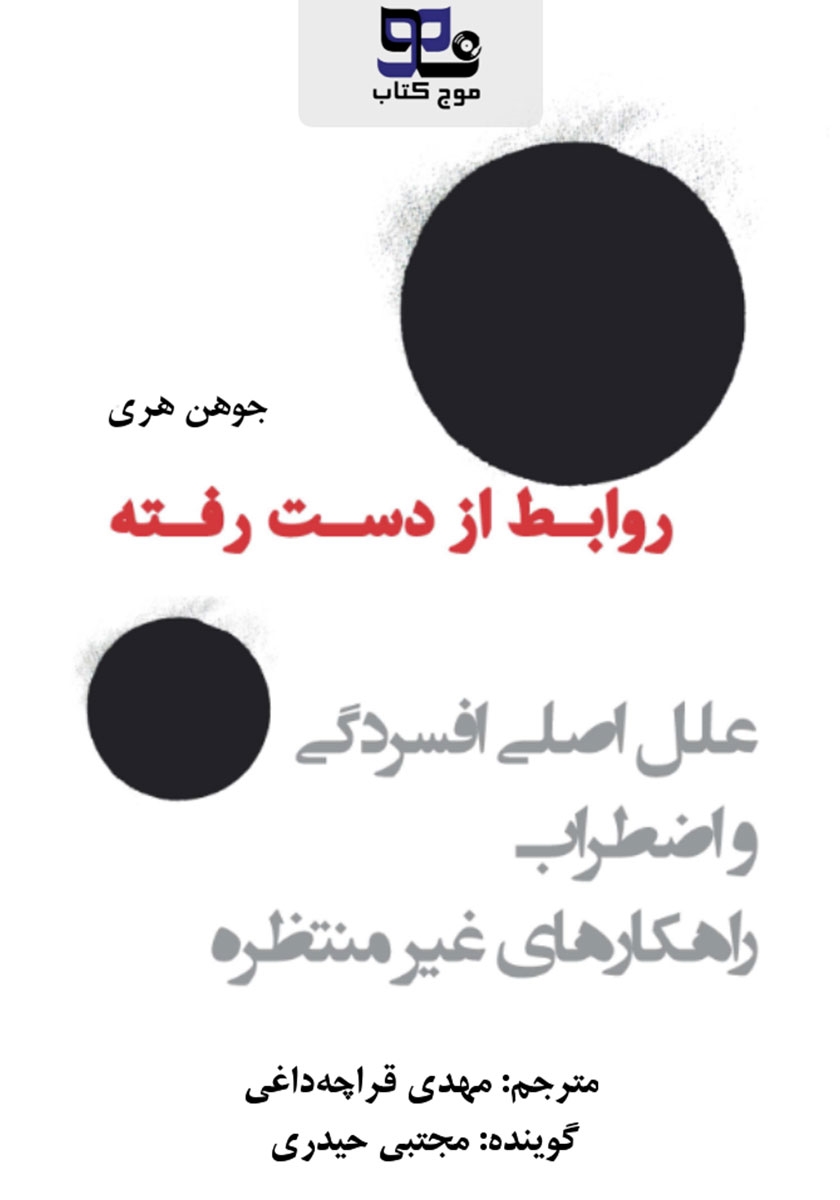 موج کتاب
جوهن هری
روابط از دست رفته
علل اصلی افسردگی
و اضطراب
راهکارهای غیر منتظره
مترجم: مهدی قراچه‌داغی
گوینده: مجتبی حیدری